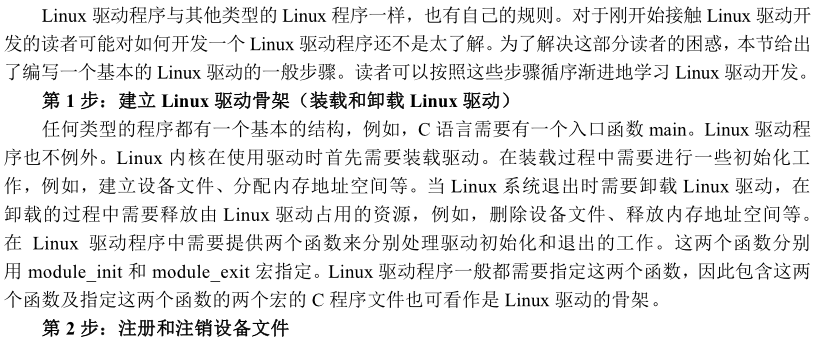 Linux 驱动程序与其他类型的 Linux 程序一样，也有自己的规则。对于刚开始接触 Linux 驱动开
发的读者可能对如何开发一个 Linux 驱动程序还不是太了解。为了解决这部分读者的困惑，本节给出
了编写一个基本的 Linux 驱动的一般步骤。读者可以按照这些步骤循序渐进地学习 Linux 驱动开发。
第 1 步：建立 Linux 驱动骨架（装载和卸载 Linux 驱动）
任何类型的程序都有一个基本的结构，例如，C 语言需要有一个入口函数 main。Linux 驱动程
序也不例外。Linux 内核在使用驱动时首先需要装载驱动。在装载过程中需要进行一些初始化工
作，例如，建立设备文件、分配内存地址空间等。当 Linux 系统退出时需要卸载 Linux 驱动，在
卸载的过程中需要释放由 Linux 驱动占用的资源，例如，删除设备文件、释放内存地址空间等。
在 Linux 驱动程序中需要提供两个函数来分别处理驱动初始化和退出的工作。这两个函数分别
用 module_init 和 module_exit 宏指定。Linux 驱动程序一般都需要指定这两个函数，因此包含这两
个函数及指定这两个函数的两个宏的 C 程序文件也可看作是 Linux 驱动的骨架。
第 2 步：注册和注销设备文件